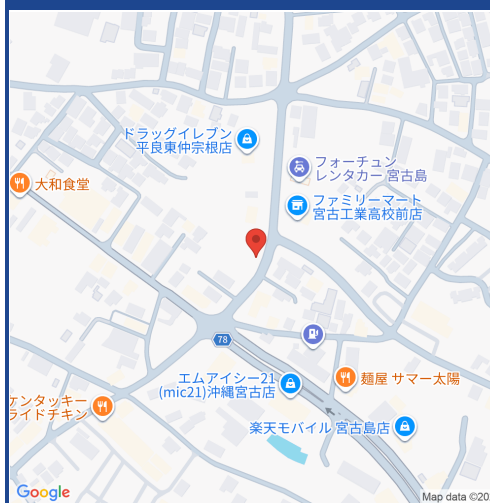 ドラッグイレブン
平良東仲宗根店
フォーチュン
レンタカー 宮古島
大和食堂
ファミリーマート
宮古工業高校前店
78
エムアイシー21
(mic21)沖縄宮古店
麺屋 サマー太陽
ケンタッキー
ライドチキン
楽天モバイル 宮古島店
Google
Map data ©20